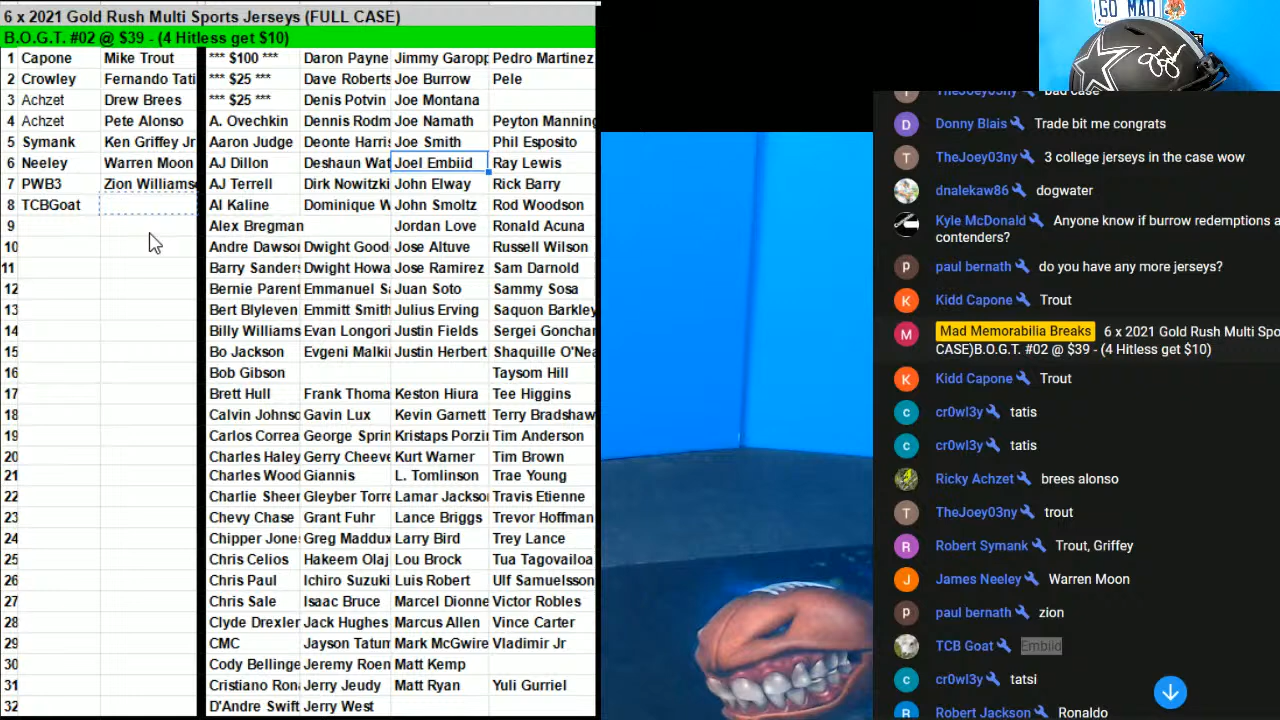 6 x 2021 Gold Rush Multi Sports Jerseys (FULL CASE)
B.O.G.T. #02 @ $39 - (4 Hitless get $10)
1 Capone Mike Trout *** $100 *** Daron Payne Jimmy Garopp Pedro Martinez
2 Crowley Fernando Tati *** $25 *** Dave Roberts Joe Burrow Pele
3 Achzet Drew Brees *** $25 *** Denis Potvin Joe Montana
4 Achzet Pete Alonso A. Ovechkin Dennis Rodm Joe Namath Peyton Manning
5 Symank Ken Griffey Jr Aaron Judge Deonte Harris Joe Smith Phil Esposito
6 Neeley Warren Moon AJ Dillon Deshaun Wat Joel Embiid Ray Lewis
7 PWB3 Zion Williams AJ Terrell Dirk Nowitzki John Elway Rick Barry
8 TCBGoat Al Kaline Dominique W John Smoltz Rod Woodson
9 Alex Bregman Jordan Love Ronald Acuna
10 Andre Dawson Dwight Good Jose Altuve Russell Wilson
11 Barry Sanders Dwight Howa Jose Ramirez Sam Darnold
12 Bernie Parent Emmanuel S Juan Soto Sammy Sosa
13 Bert Blyleven Emmitt Smith Julius Erving Saquon Barkley
14 Billy Williams Evan Longori Justin Fields Sergei Gonchar
15 Bo Jackson Evgeni Malkin Justin Herbert Shaquille O'Nea
16 Bob Gibson Taysom Hill
17 Brett Hull Frank Thoma Keston Hiura Tee Higgins
18 Calvin Johnso Gavin Lux Kevin Garnett Terry Bradshaw
19 Carlos Correa George Sprin Kristaps Porzi Tim Anderson
20 Charles Haley Gerry Cheeve Kurt Warner Tim Brown
21 Charles Wood Giannis L. Tomlinson Trae Young
22 Charlie Sheen Gleyber Torre Lamar Jackso Travis Etienne
23 Chevy Chase Grant Fuhr Lance Briggs Trevor Hoffman
24 Chipper Jone Greg Maddux Larry Bird Trey Lance
25 Chris Celios Hakeem Olaj Lou Brock Tua Tagovailoa
26 Chris Paul Ichiro Suzuki Luis Robert Ulf Samuelsson
27 Chris Sale Isaac Bruce Marcel Dionne Victor Robles
28 Clyde Drexler Jack Hughes Marcus Allen Vince Carter
29 CMC Jayson Tatum Mark McGwire Vladimir Jr
30 Cody Bellinge Jeremy Roen Matt Kemp
31 Cristiano Ron Jerry Jeudy Matt Ryan Yuli Gurriel
32 D'Andre Swift Jerry West
GO MAD
TheJoey03ny bad case
D Donny Blais Trade bit me congrats
T TheJoey03ny 3 college jerseys in the case wow
dnalekaw86 dogwater
Kyle McDonald Anyone know if burrow redemptions a
contenders?
p paul bernath do you have any more jerseys?
K Kidd Capone Trout
M Mad Memorabilia Breaks 6 x 2021 Gold Rush Multi Spo
CASE)B.O.G.T. #02 @ $39 - (4 Hitless get $10)
K Kidd Capone Trout
c cr0wl3y tatis
c cr0wl3y tatis
Ricky Achzet brees alonso
T TheJoey03ny trout
R Robert Symank Trout, Griffey
J James Neeley Warren Moon
p paul bernath zion
TCB Goat Embiid
c cr0wl3y tatsi
R Robert Jackson Ronaldo